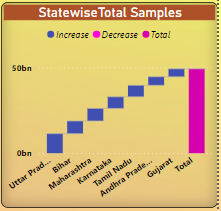 StatewiseTotal Samples
Increase Decrease Total
50bn
0bn
Uttar Prad...
Bihar
Maharashtra
Karnataka
Tamil Nadu
Andhra Prade...
Gujarat
Total